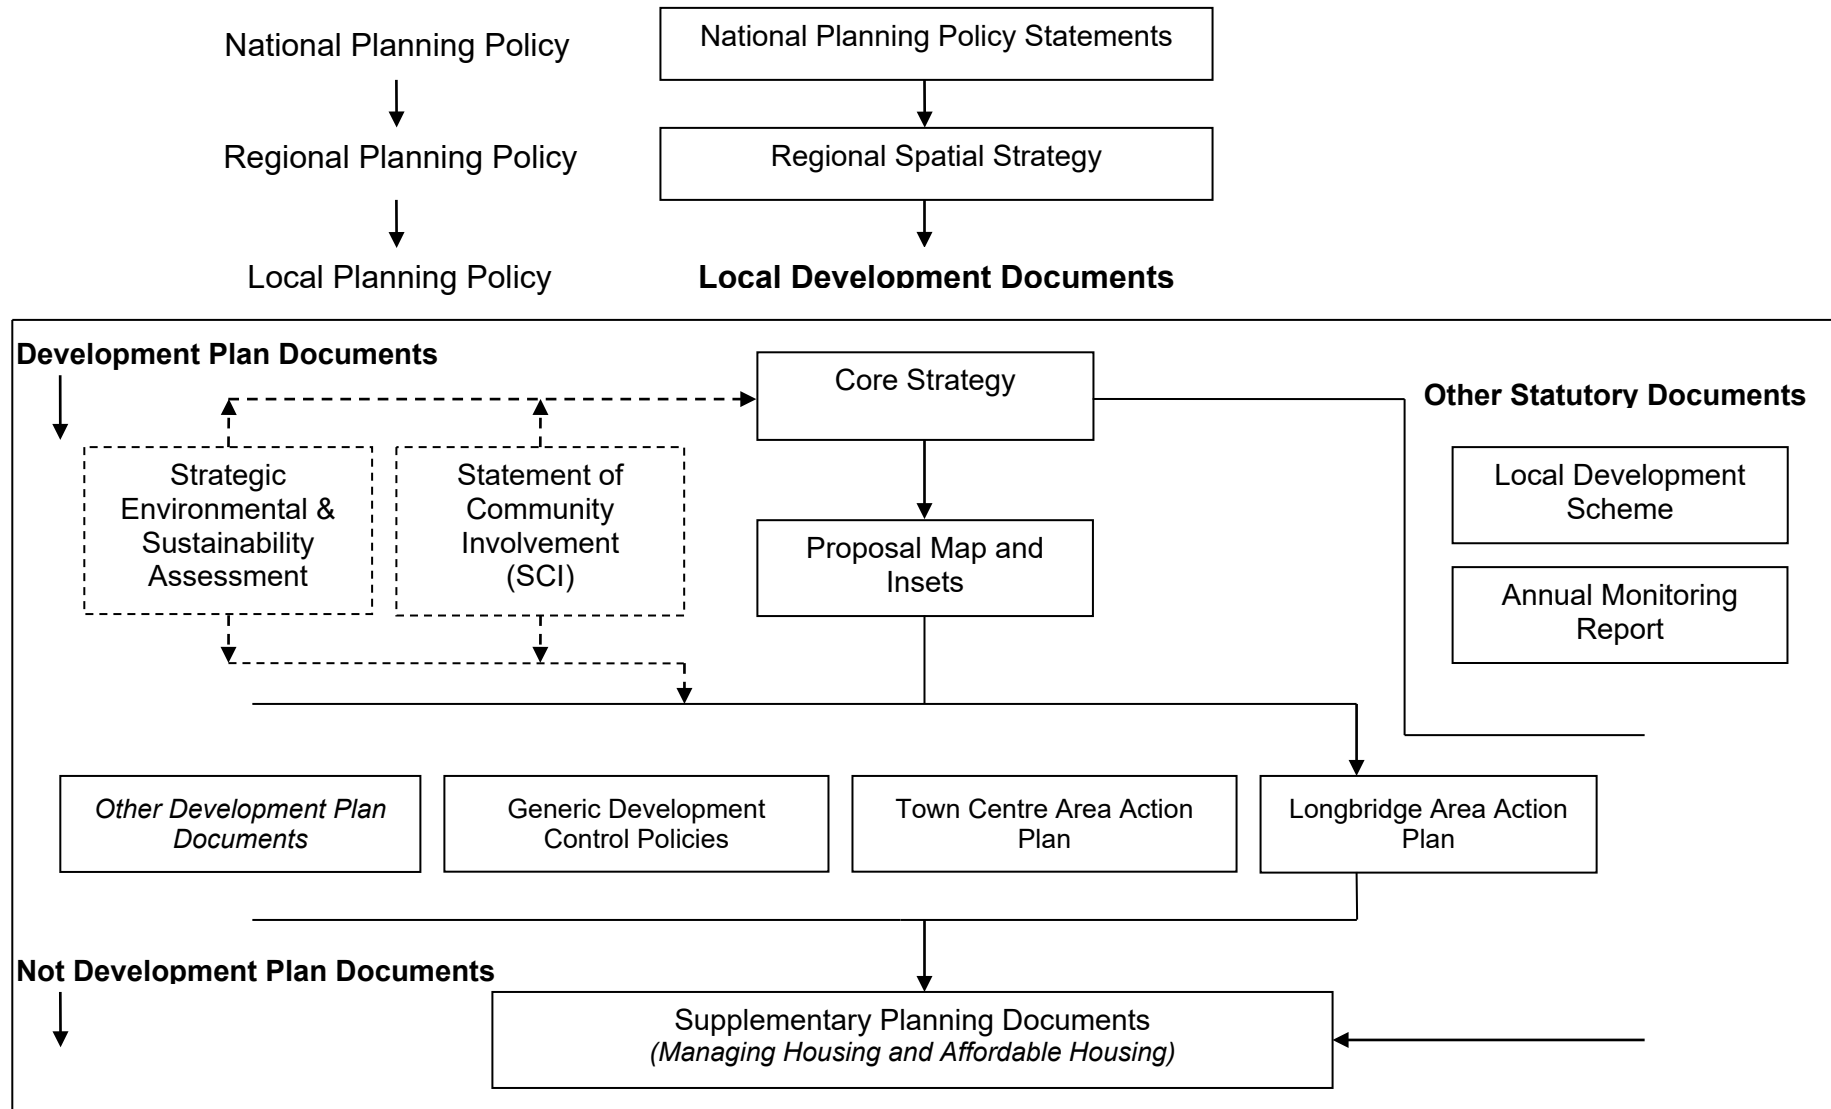 National Planning Policy
National Planning Policy Statements
Regional Planning Policy
Regional Spatial Strategy
Local Planning Policy
Local Development Documents
Development Plan Documents
Core Strategy
Other Statutory Documents
Strategic
Environmental &
Sustainability
Assessment
Statement of
Community
Involvement
(SCI)
Local Development
Scheme
Proposal Map and
Insets
Annual Monitoring
Report
Other Development Plan
Documents
Generic Development
Control Policies
Town Centre Area Action
Plan
Longbridge Area Action
Plan
Not Development Plan Documents
Supplementary Planning Documents
(Managing Housing and Affordable Housing)